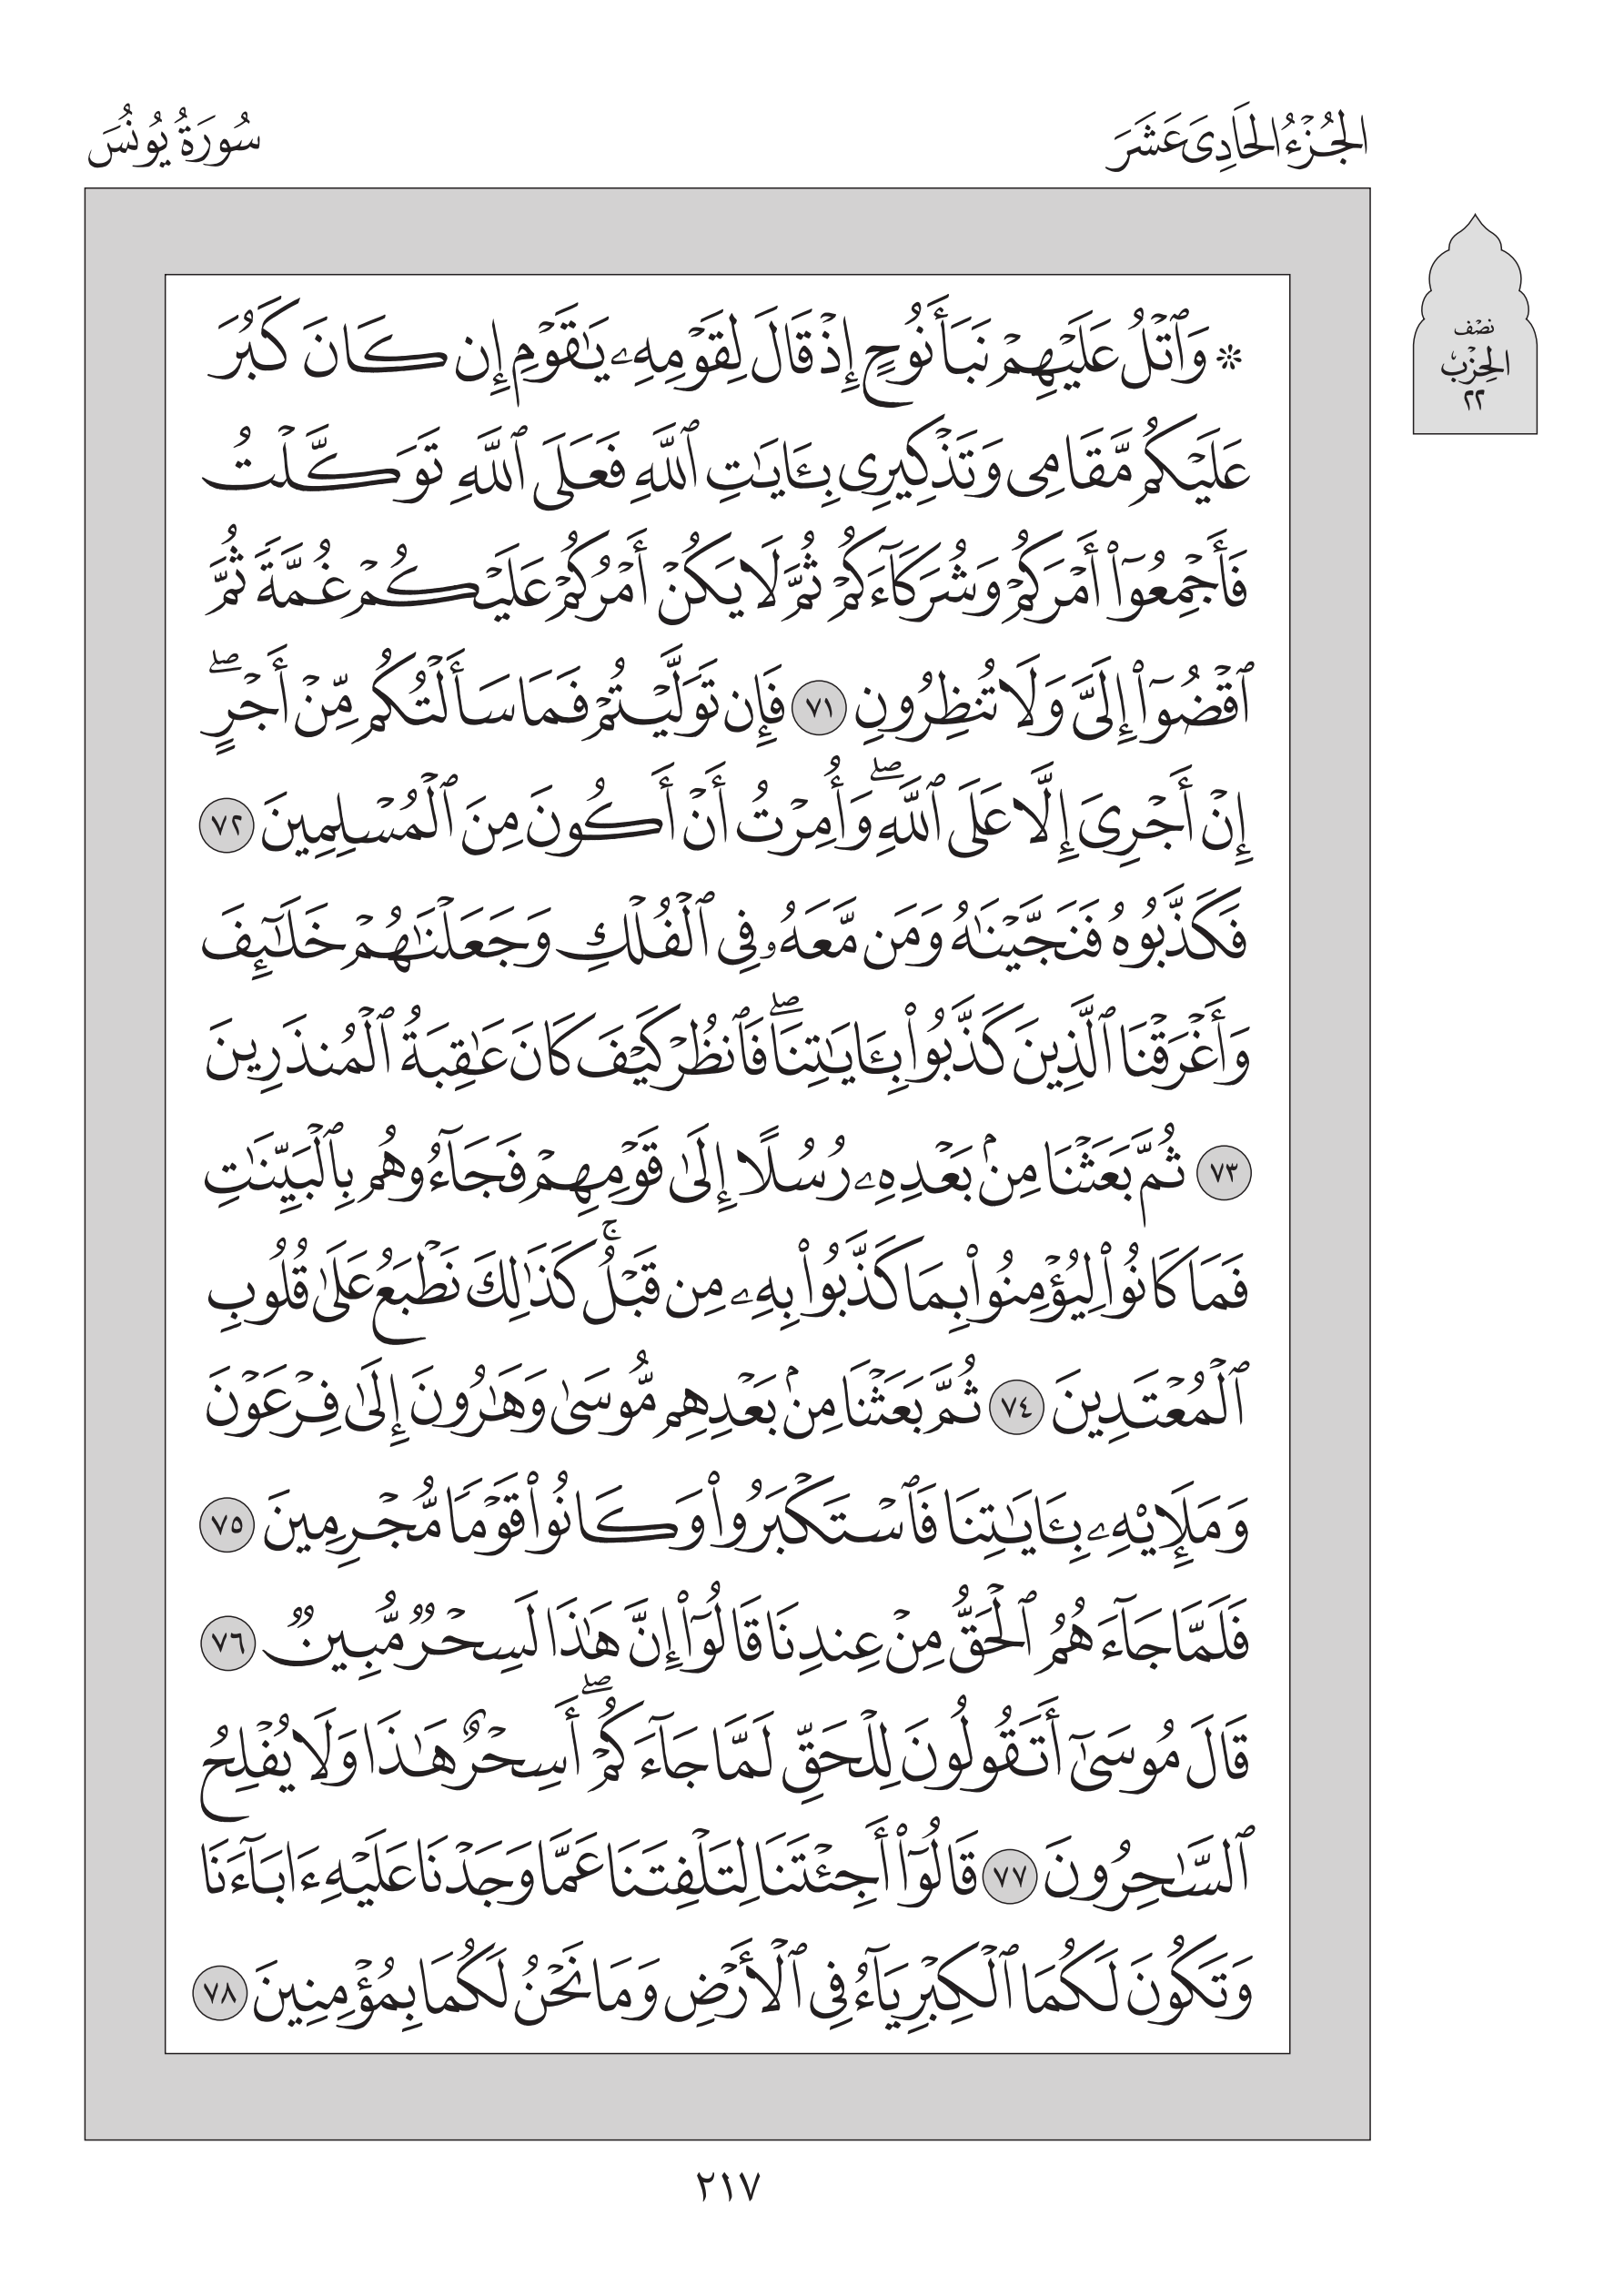 الجُزْءُ الحَادِي عَشَرَ
سُورَةُ يُونُسَ
نصف
الحِزْبُ
٢٢
۞ وَٱتْلُ عَلَيْهِمْ نَبَأَ نُوحٍ إِذْ قَالَ لِقَوْمِهِۦ يَٰقَوْمِ إِن كَانَ كَبُرَ
عَلَيْكُم مَّقَامِى وَتَذْكِيرِى بِـَٔايَٰتِ ٱللَّهِ فَعَلَى ٱللَّهِ تَوَكَّلْتُ
فَأَجْمِعُوٓا۟ أَمْرَكُمْ وَشُرَكَآءَكُمْ ثُمَّ لَا يَكُنْ أَمْرُكُمْ عَلَيْكُمْ غُمَّةً ثُمَّ
ٱقْضُوٓا۟ إِلَىَّ وَلَا تُنظِرُونِ ٧١ فَإِن تَوَلَّيْتُمْ فَمَا سَأَلْتُكُم مِّنْ أَجْرٍۖ
إِنْ أَجْرِىَ إِلَّا عَلَى ٱللَّهِۖ وَأُمِرْتُ أَنْ أَكُونَ مِنَ ٱلْمُسْلِمِينَ ٧٢
فَكَذَّبُوهُ فَنَجَّيْنَٰهُ وَمَن مَّعَهُۥ فِى ٱلْفُلْكِ وَجَعَلْنَٰهُمْ خَلَٰٓئِفَ
وَأَغْرَقْنَا ٱلَّذِينَ كَذَّبُوا۟ بِـَٔايَٰتِنَاۖ فَٱنظُرْ كَيْفَ كَانَ عَٰقِبَةُ ٱلْمُنذَرِينَ
٧٣ ثُمَّ بَعَثْنَا مِنۢ بَعْدِهِۦ رُسُلًا إِلَىٰ قَوْمِهِمْ فَجَآءُوهُم بِٱلْبَيِّنَٰتِ
فَمَا كَانُوا۟ لِيُؤْمِنُوا۟ بِمَا كَذَّبُوا۟ بِهِۦ مِن قَبْلُۚ كَذَٰلِكَ نَطْبَعُ عَلَىٰ قُلُوبِ
ٱلْمُعْتَدِينَ ٧٤ ثُمَّ بَعَثْنَا مِنۢ بَعْدِهِم مُّوسَىٰ وَهَٰرُونَ إِلَىٰ فِرْعَوْنَ
وَمَلَإِي۟هِۦ بِـَٔايَٰتِنَا فَٱسْتَكْبَرُوا۟ وَكَانُوا۟ قَوْمًا مُّجْرِمِينَ ٧٥
فَلَمَّا جَآءَهُمُ ٱلْحَقُّ مِنْ عِندِنَا قَالُوٓا۟ إِنَّ هَٰذَا لَسِحْرٌ مُّبِينٌ ٧٦
قَالَ مُوسَىٰٓ أَتَقُولُونَ لِلْحَقِّ لَمَّا جَآءَكُمْۖ أَسِحْرٌ هَٰذَا وَلَا يُفْلِحُ
ٱلسَّٰحِرُونَ ٧٧ قَالُوٓا۟ أَجِئْتَنَا لِتَلْفِتَنَا عَمَّا وَجَدْنَا عَلَيْهِ ءَابَآءَنَا
وَتَكُونَ لَكُمَا ٱلْكِبْرِيَآءُ فِى ٱلْأَرْضِ وَمَا نَحْنُ لَكُمَا بِمُؤْمِنِينَ ٧٨
٢١٧